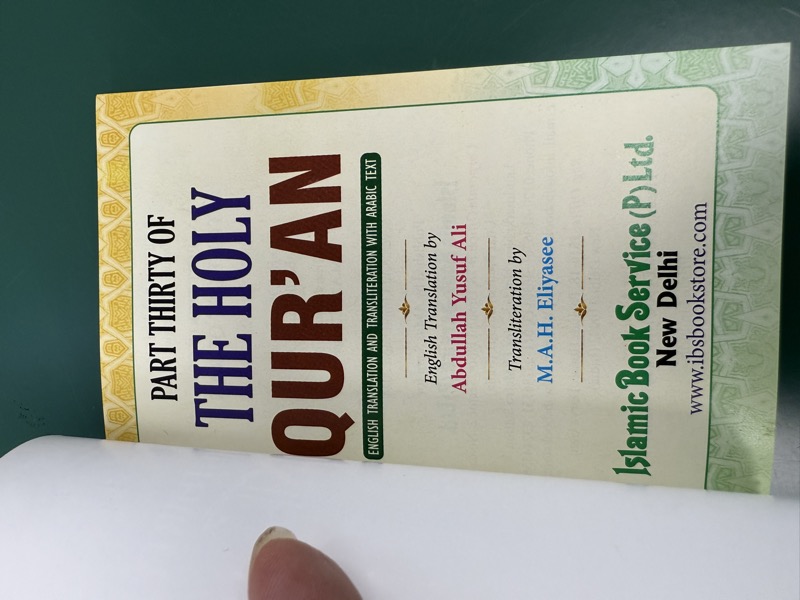 PART THIRTY OF
THE HOLY
QUR'AN
ENGLISH TRANSLATION AND TRANSLITERATION WITH ARABIC TEXT
English Translation by
Abdullah Yusuf Ali
Transliteration by
M.A.H. Eliyasee
Islamic Book Service (P) Ltd.
New Delhi
www.ibsbookstore.com